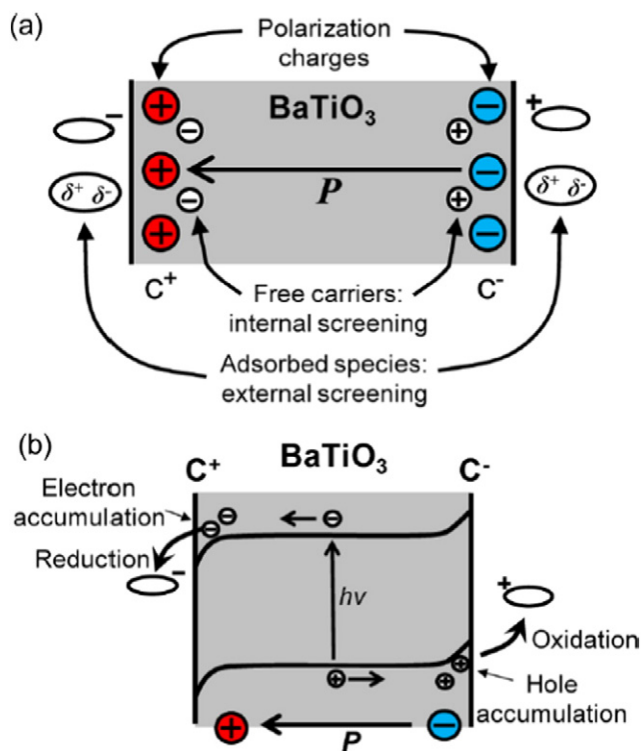 (a)
Polarization
charges
BaTiO₃
−
+
+
−
−
+
+
−
δ⁺ δ⁻
P
δ⁺ δ⁻
−
+
+
−
C⁺
C⁻
Free carriers:
internal screening
Adsorbed species:
external screening
(b)
C⁺
BaTiO₃
C⁻
Electron
accumulation
−
−
−
Reduction
−
hν
+
Oxidation
+
+
+
Hole
accumulation
+
P
−